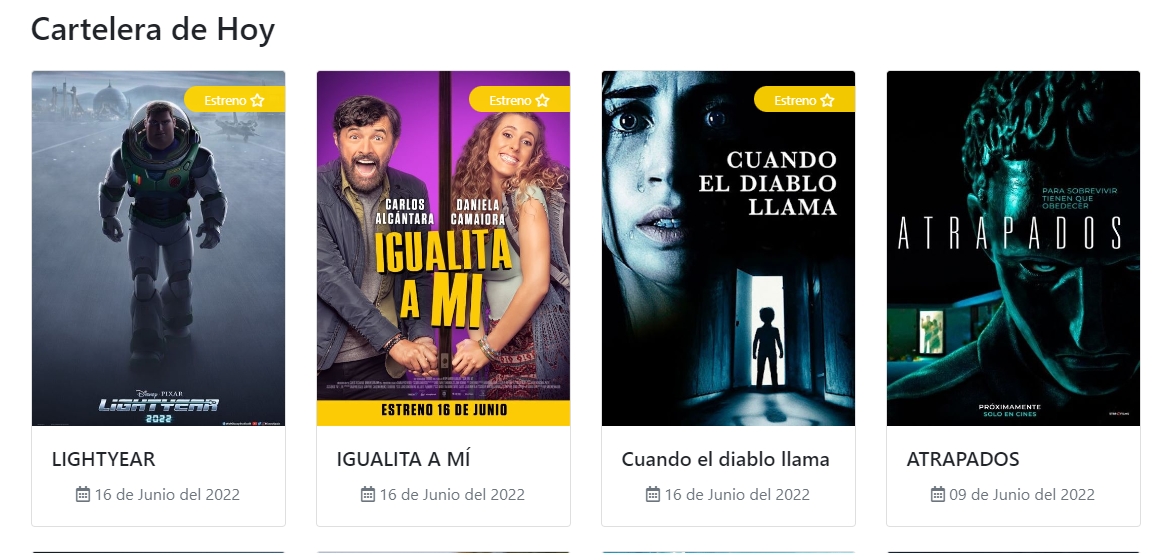 Cartelera de Hoy
Estreno
DISNEY PIXAR
LIGHTYEAR
2022
LIGHTYEAR
16 de Junio del 2022
Estreno
CARLOS ALCÁNTARA
DANIELA CAMAIORA
IGUALITA
A MÍ
ESTRENO 16 DE JUNIO
IGUALITA A MÍ
16 de Junio del 2022
Estreno
CUANDO
EL DIABLO
LLAMA
Cuando el diablo llama
16 de Junio del 2022
PARA SOBREVIVIR
TIENEN QUE
OBEDECER
ATRAPADOS
PRÓXIMAMENTE
SOLO EN CINES
ATRAPADOS
09 de Junio del 2022